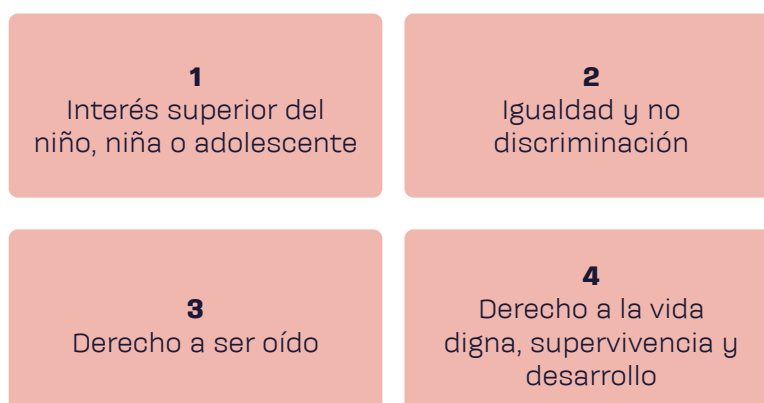 1
Interés superior del
niño, niña o adolescente
2
Igualdad y no
discriminación
3
Derecho a ser oído
4
Derecho a la vida
digna, supervivencia y
desarrollo